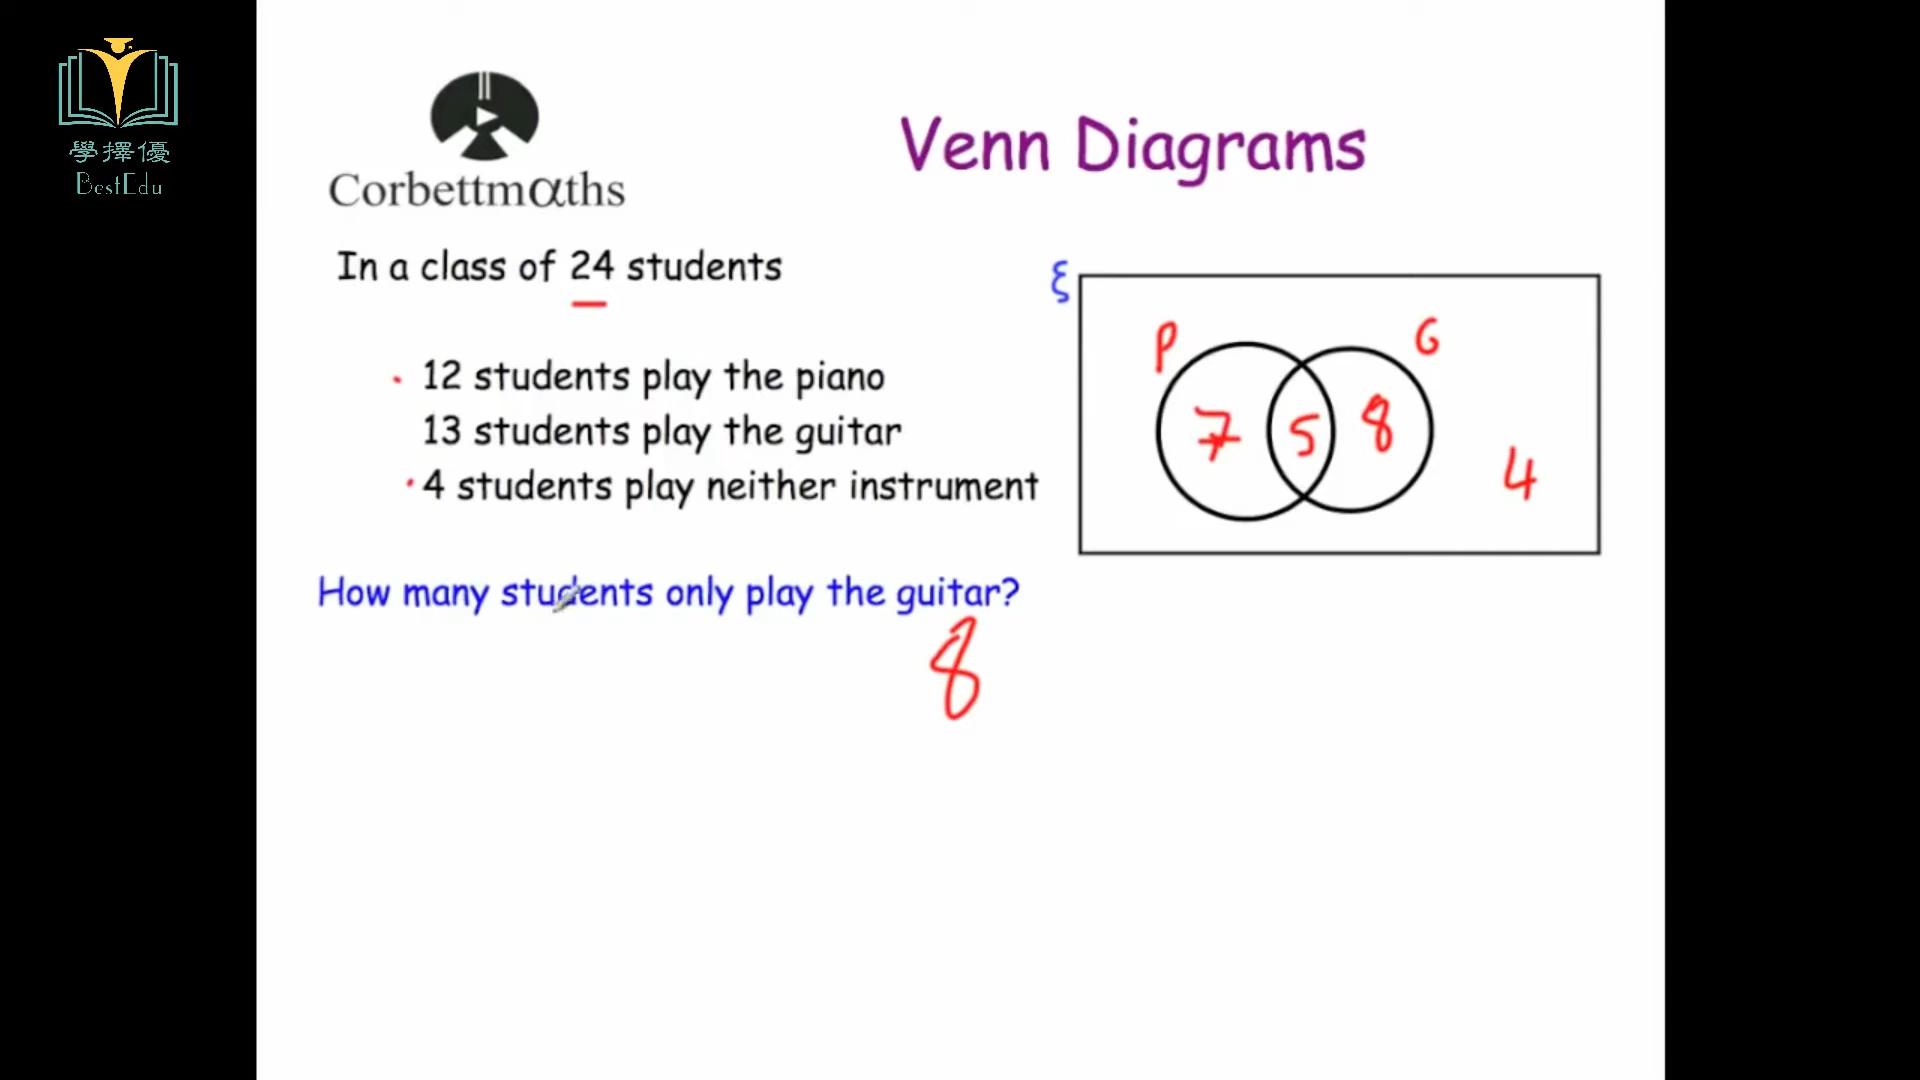 學擇優
BestEdu
Corbettmαths
Venn Diagrams
In a class of 24 students
12 students play the piano
13 students play the guitar
4 students play neither instrument
ξ
P
G
7
5
8
4
How many students only play the guitar?
8